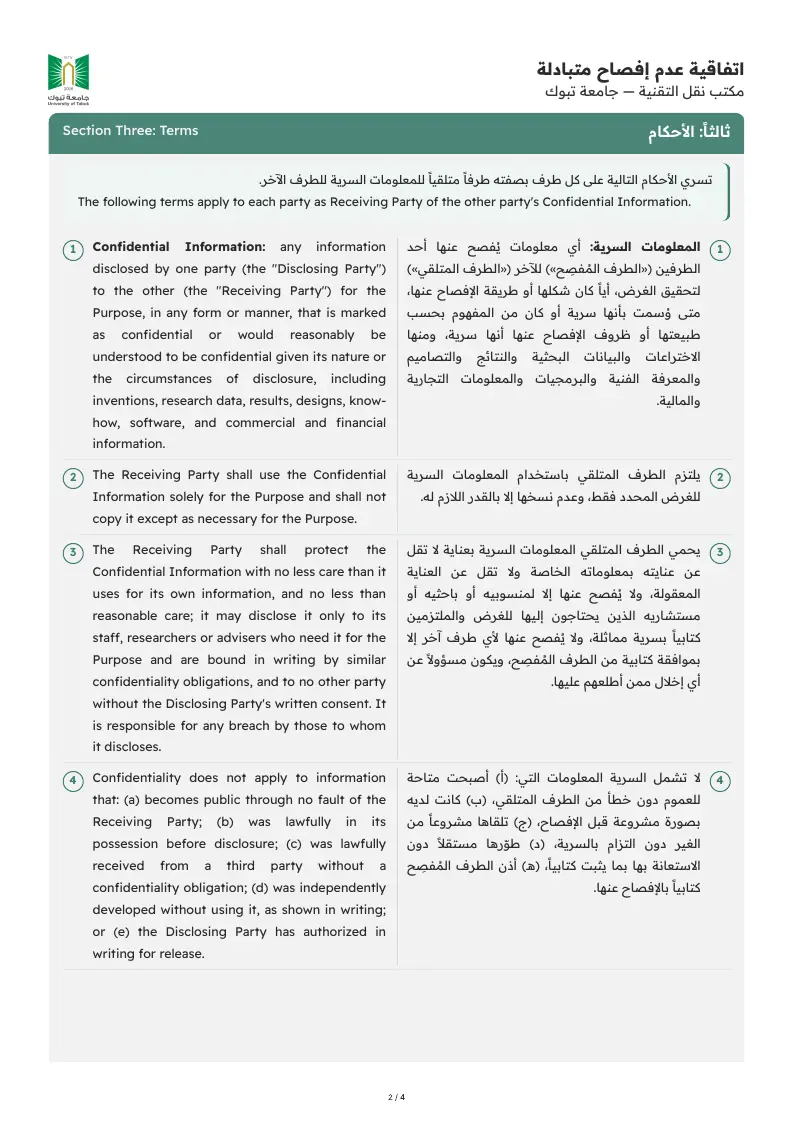 اتفاقية عدم إفصاح متبادلة
مكتب نقل التقنية — جامعة تبوك
جامعة تبوك
University of Tabuk
ثالثاً: الأحكام
Section Three: Terms
تسري الأحكام التالية على كل طرف بصفته طرفاً متلقياً للمعلومات السرية للطرف الآخر.
The following terms apply to each party as Receiving Party of the other party's Confidential Information.
1
المعلومات السرية: أي معلومات يُفصح عنها أحد
الطرفين («الطرف المُفصِح») للآخر («الطرف المتلقي»)
لتحقيق الغرض، أياً كان شكلها أو طريقة الإفصاح عنها،
متى وُسمت بأنها سرية أو كان من المفهوم بحسب
طبيعتها أو ظروف الإفصاح عنها أنها سرية، ومنها
الاختراعات والبيانات البحثية والنتائج والتصاميم
والمعرفة الفنية والبرمجيات والمعلومات التجارية
والمالية.
1
Confidential Information: any information
disclosed by one party (the "Disclosing Party")
to the other (the "Receiving Party") for the
Purpose, in any form or manner, that is marked
as confidential or would reasonably be
understood to be confidential given its nature or
the circumstances of disclosure, including
inventions, research data, results, designs, know-
how, software, and commercial and financial
information.
2
يلتزم الطرف المتلقي باستخدام المعلومات السرية
للغرض المحدد فقط، وعدم نسخها إلا بالقدر اللازم له.
2
The Receiving Party shall use the Confidential
Information solely for the Purpose and shall not
copy it except as necessary for the Purpose.
3
يحمي الطرف المتلقي المعلومات السرية بعناية لا تقل
عن عنايته بمعلوماته الخاصة ولا تقل عن العناية
المعقولة، ولا يُفصح عنها إلا لمنسوبيه أو باحثيه أو
مستشاريه الذين يحتاجون إليها للغرض والملتزمين
كتابياً بسرية مماثلة، ولا يُفصح عنها لأي طرف آخر إلا
بموافقة كتابية من الطرف المُفصِح، ويكون مسؤولاً عن
أي إخلال ممن أطلعهم عليها.
3
The Receiving Party shall protect the
Confidential Information with no less care than it
uses for its own information, and no less than
reasonable care; it may disclose it only to its
staff, researchers or advisers who need it for the
Purpose and are bound in writing by similar
confidentiality obligations, and to no other party
without the Disclosing Party's written consent. It
is responsible for any breach by those to whom
it discloses.
4
لا تشمل السرية المعلومات التي: (أ) أصبحت متاحة
للعموم دون خطأ من الطرف المتلقي، (ب) كانت لديه
بصورة مشروعة قبل الإفصاح، (ج) تلقاها مشروعاً من
الغير دون التزام بالسرية، (د) طوّرها مستقلاً دون
الاستعانة بها بما يثبت كتابياً، (هـ) أذن الطرف المُفصِح
كتابياً بالإفصاح عنها.
4
Confidentiality does not apply to information
that: (a) becomes public through no fault of the
Receiving Party; (b) was lawfully in its
possession before disclosure; (c) was lawfully
received from a third party without a
confidentiality obligation; (d) was independently
developed without using it, as shown in writing;
or (e) the Disclosing Party has authorized in
writing for release.
2 / 4